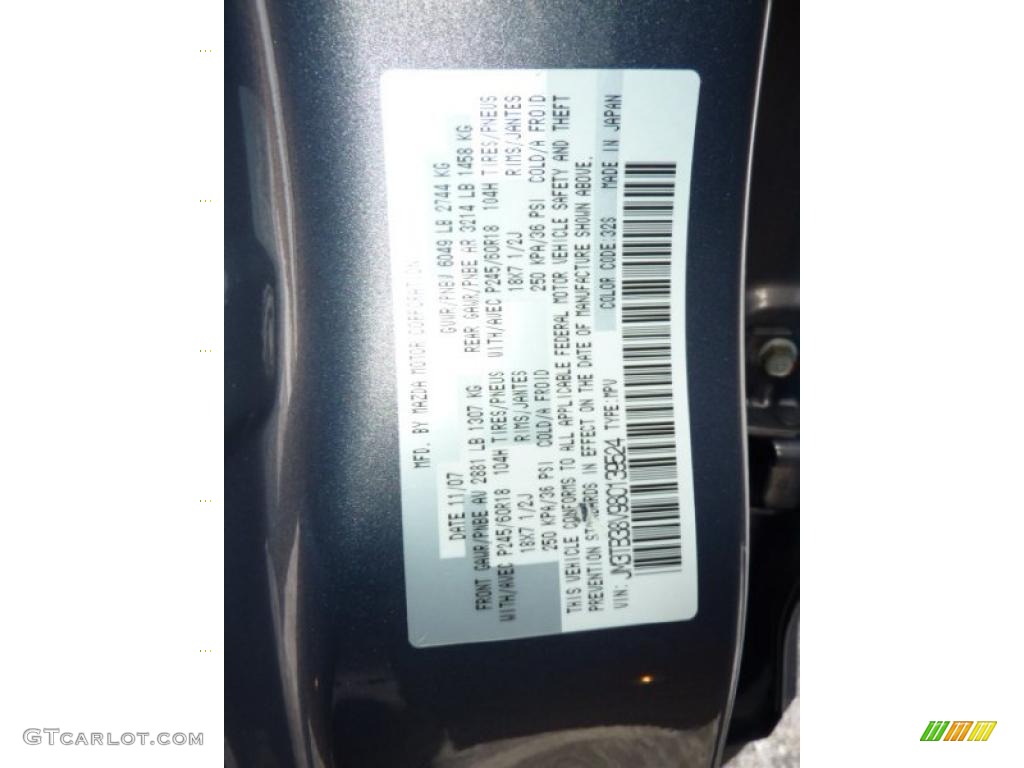 MFD. BY MAZDA MOTOR CORPORATION
DATE 11/07 GVWR/PNBV 6049 LB 2744 KG
FRONT GAWR/PNBE AV 2881 LB 1307 KG REAR GAWR/PNBE AR 3214 LB 1458 KG
WITH/AVEC P245/60R18 104H TIRES/PNEUS WITH/AVEC P245/60R18 104H TIRES/PNEUS
18X7 1/2J RIMS/JANTES 18X7 1/2J RIMS/JANTES
250 KPA/36 PSI COLD/A FROID 250 KPA/36 PSI COLD/A FROID
THIS VEHICLE CONFORMS TO ALL APPLICABLE FEDERAL MOTOR VEHICLE SAFETY AND THEFT
PREVENTION STANDARDS IN EFFECT ON THE DATE OF MANUFACTURE SHOWN ABOVE.
VIN: JM3TB38V980139524 TYPE:MPV COLOR CODE:32S MADE IN JAPAN
GTCARLOT.COM